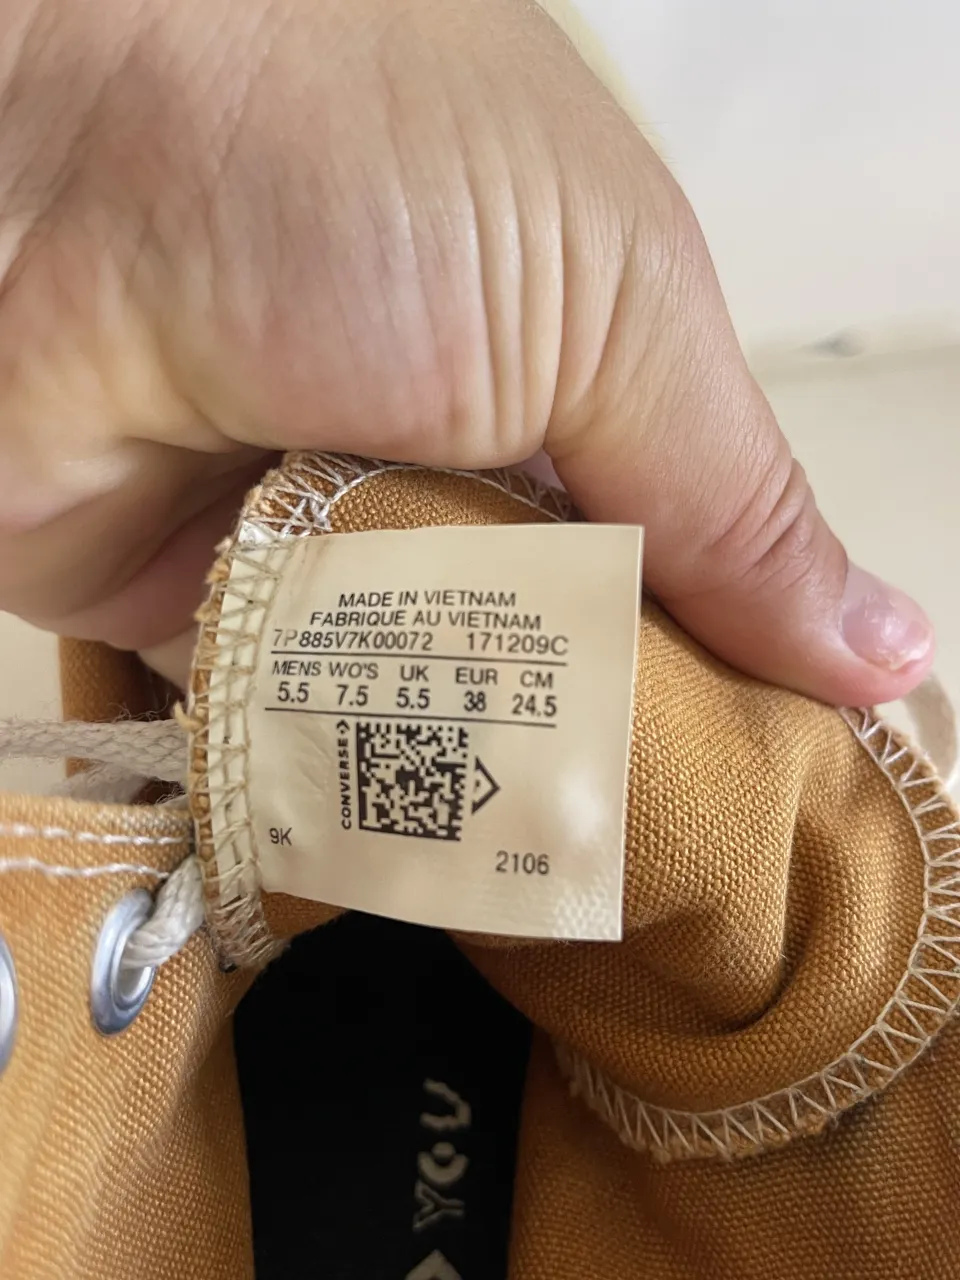 MADE IN VIETNAM
FABRIQUE AU VIETNAM
7P885V7K00072 171209C
MENS WO'S UK EUR CM
5.5 7.5 5.5 38 24.5
CONVERSE
9K
2106
YOU